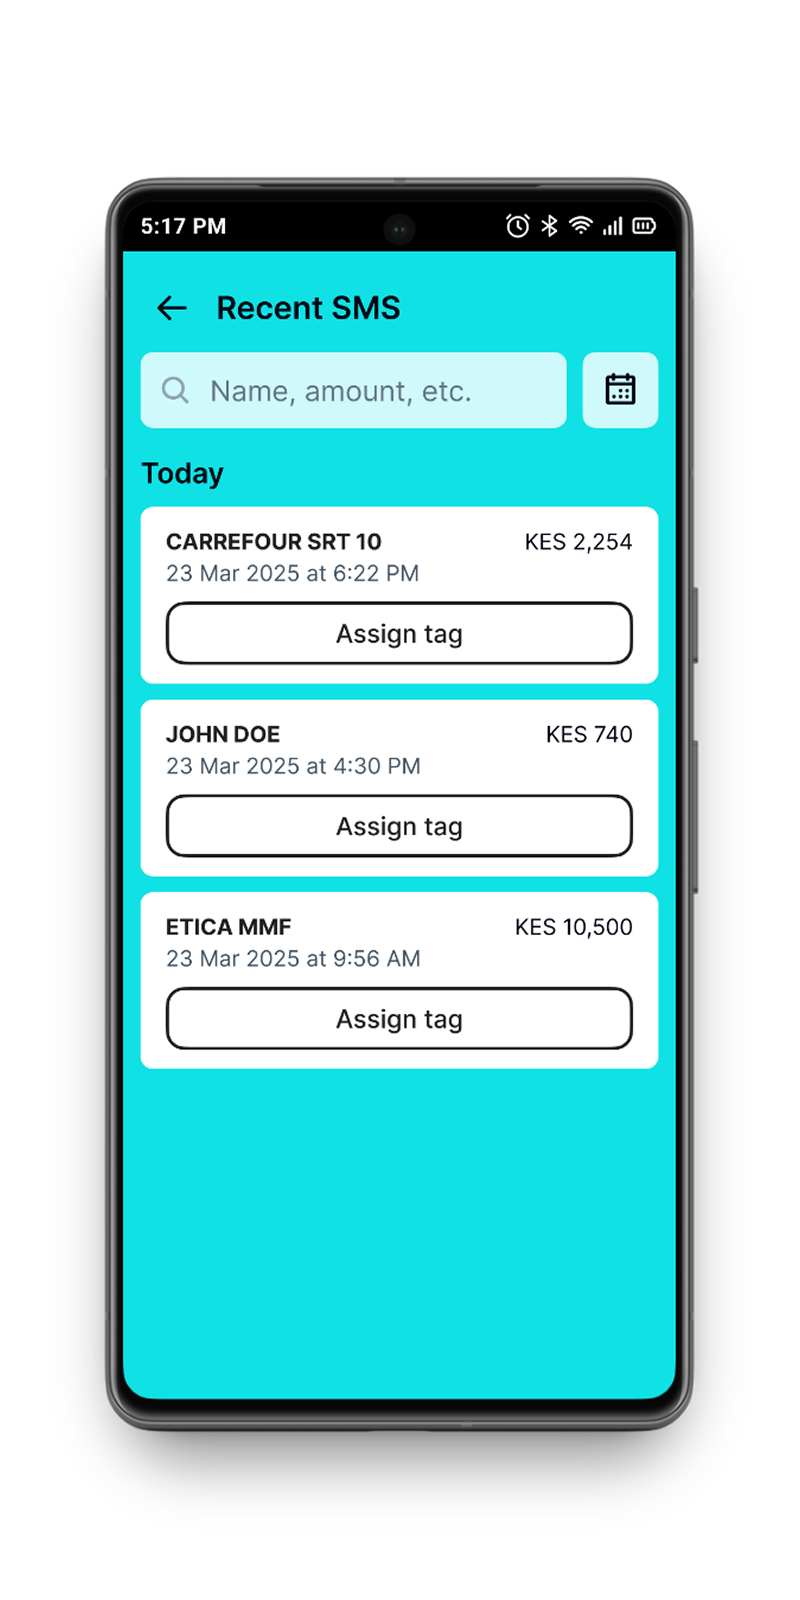 5:17 PM
Recent SMS
Name, amount, etc.
Today
CARREFOUR SRT 10 KES 2,254
23 Mar 2025 at 6:22 PM
Assign tag
JOHN DOE KES 740
23 Mar 2025 at 4:30 PM
Assign tag
ETICA MMF KES 10,500
23 Mar 2025 at 9:56 AM
Assign tag